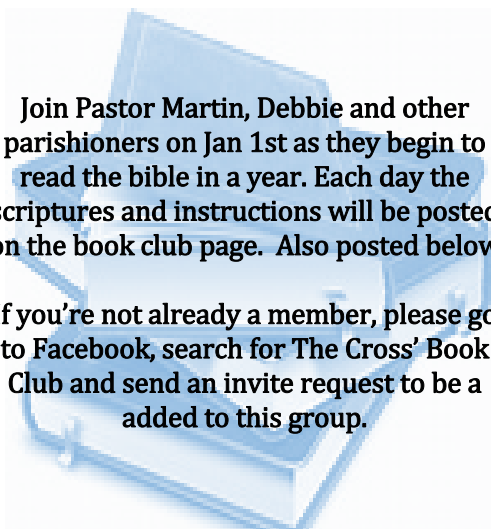 Join Pastor Martin, Debbie and other
parishioners on Jan 1st as they begin to
read the bible in a year. Each day the
scriptures and instructions will be posted
on the book club page.  Also posted below
If you’re not already a member, please go
to Facebook, search for The Cross’ Book
Club and send an invite request to be a
added to this group.